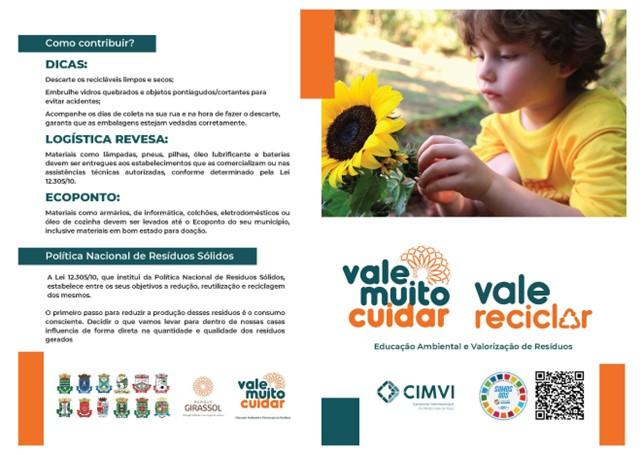 Como contribuir?
DICAS:
Descarte os recicláveis limpos e secos;
Embrulhe vidros quebrados e objetos pontiagudos/cortantes para
evitar acidentes;
Acompanhe os dias de coleta na sua rua e na hora de fazer o descarte,
garanta que as embalagens estejam vedadas corretamente.
LOGÍSTICA REVESA:
Materiais como lâmpadas, pneus, pilhas, óleo lubrificante e baterias
devem ser entregues aos estabelecimentos que as comercializam ou nas
assistências técnicas autorizadas, conforme determinado pela Lei
12.305/10.
ECOPONTO:
Materiais como armários, de informática, colchões, eletrodomésticos ou
óleo de cozinha devem ser levados até o Ecoponto do seu município,
inclusive materiais em bom estado para doação.
Política Nacional de Resíduos Sólidos
A Lei 12.305/10, que institui da Política Nacional de Resíduos Sólidos,
estabelece entre os seus objetivos a redução, reutilização e reciclagem
dos mesmos.
O primeiro passo para reduzir a produção desses resíduos é o consumo
consciente. Decidir o que vamos levar para dentro de nossas casas
influencia de forma direta na quantidade e qualidade dos resíduos
gerados
PARQUE
GIRASSOL
vale
muito
cuidar
vale
muito
cuidar
vale
reciclar
Educação Ambiental e Valorização de Resíduos
CIMVI
SOMOS
ODS